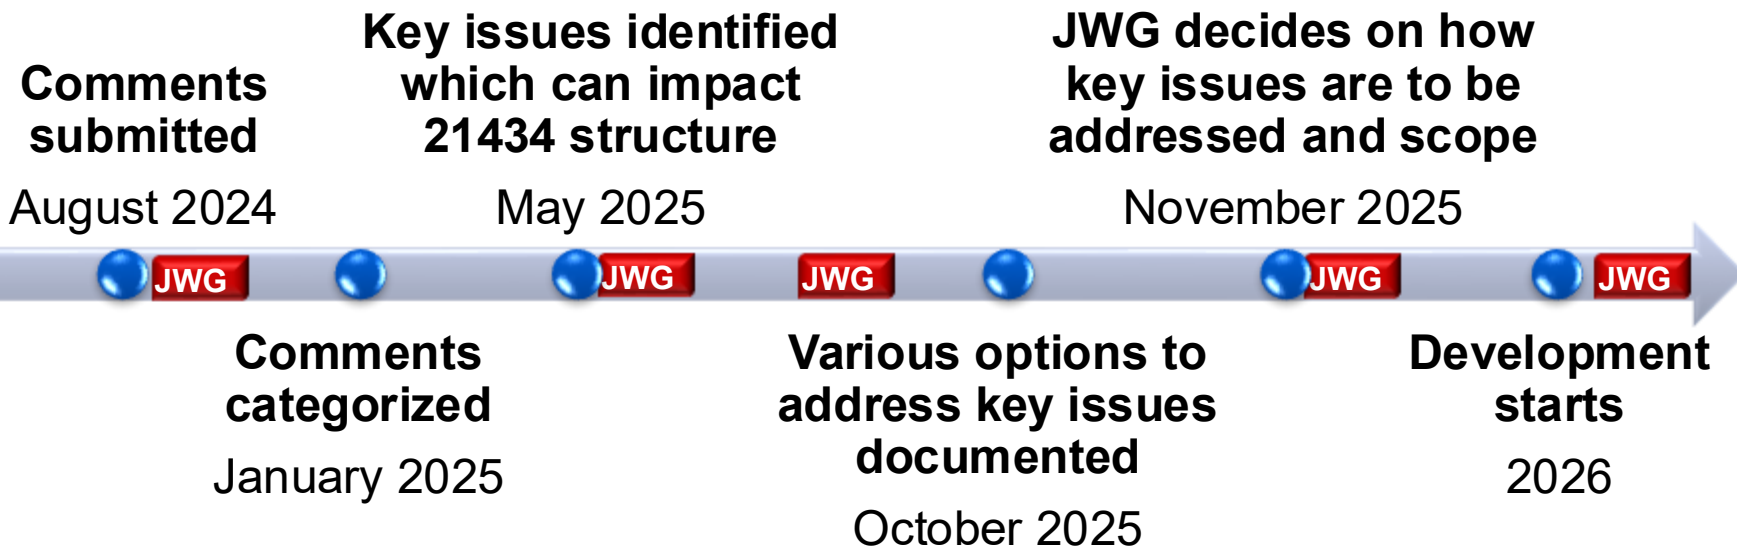 Comments
submitted
August 2024
Key issues identified
which can impact
21434 structure
May 2025
JWG decides on how
key issues are to be
addressed and scope
November 2025
JWG
JWG
JWG
JWG
JWG
Comments
categorized
January 2025
Various options to
address key issues
documented
October 2025
Development
starts
2026